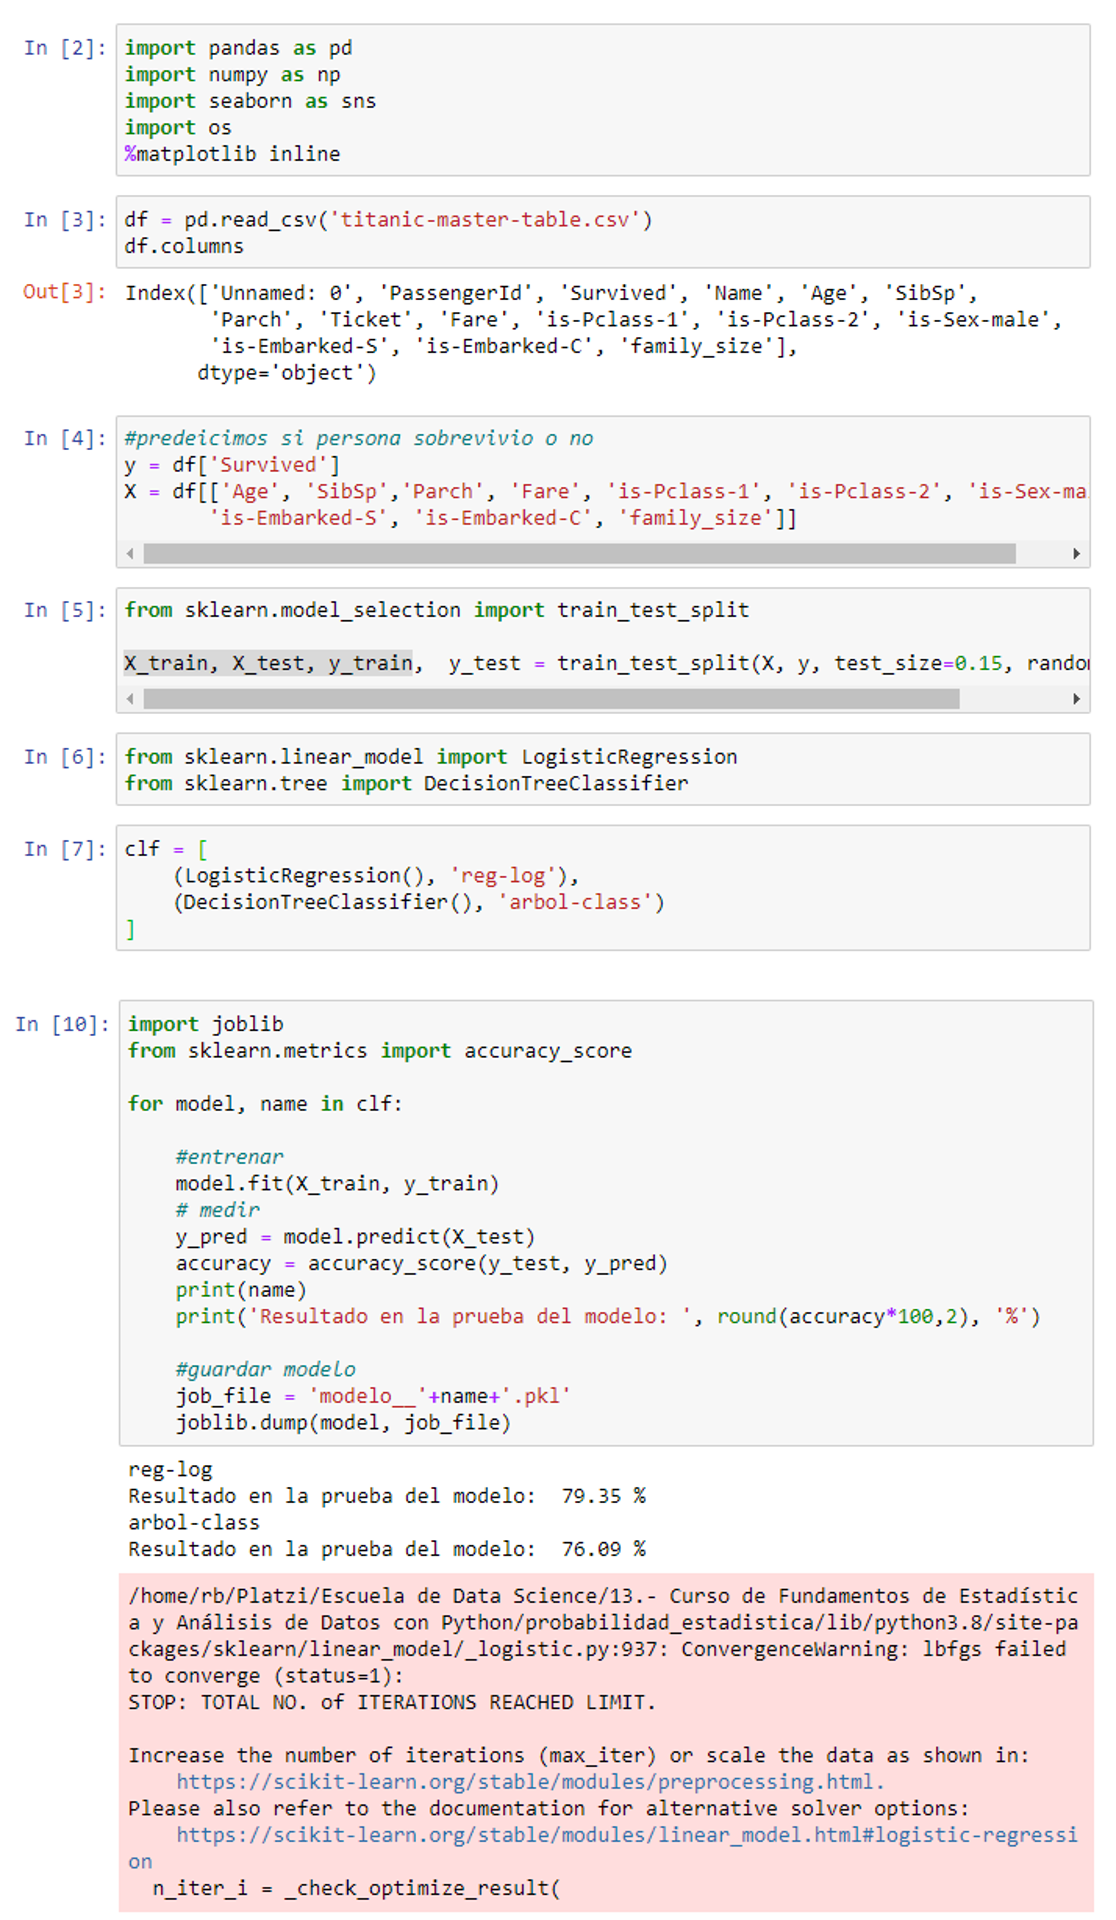 In [2]: import pandas as pd
import numpy as np
import seaborn as sns
import os
%matplotlib inline
In [3]: df = pd.read_csv('titanic-master-table.csv')
df.columns
Out[3]: Index(['Unnamed: 0', 'PassengerId', 'Survived', 'Name', 'Age', 'SibSp',
'Parch', 'Ticket', 'Fare', 'is-Pclass-1', 'is-Pclass-2', 'is-Sex-male',
'is-Embarked-S', 'is-Embarked-C', 'family_size'],
dtype='object')
In [4]: #predeicimos si persona sobrevivio o no
y = df['Survived']
X = df[['Age', 'SibSp','Parch', 'Fare', 'is-Pclass-1', 'is-Pclass-2', 'is-Sex-ma
'is-Embarked-S', 'is-Embarked-C', 'family_size']]
In [5]: from sklearn.model_selection import train_test_split
X_train, X_test, y_train,  y_test = train_test_split(X, y, test_size=0.15, rando
In [6]: from sklearn.linear_model import LogisticRegression
from sklearn.tree import DecisionTreeClassifier
In [7]: clf = [
(LogisticRegression(), 'reg-log'),
(DecisionTreeClassifier(), 'arbol-class')
]
In [10]: import joblib
from sklearn.metrics import accuracy_score
for model, name in clf:
#entrenar
model.fit(X_train, y_train)
# medir
y_pred = model.predict(X_test)
accuracy = accuracy_score(y_test, y_pred)
print(name)
print('Resultado en la prueba del modelo: ', round(accuracy*100,2), '%')
#guardar modelo
job_file = 'modelo__'+name+'.pkl'
joblib.dump(model, job_file)
reg-log
Resultado en la prueba del modelo:  79.35 %
arbol-class
Resultado en la prueba del modelo:  76.09 %
/home/rb/Platzi/Escuela de Data Science/13.- Curso de Fundamentos de Estadístic
a y Análisis de Datos con Python/probabilidad_estadistica/lib/python3.8/site-pa
ckages/sklearn/linear_model/_logistic.py:937: ConvergenceWarning: lbfgs failed
to converge (status=1):
STOP: TOTAL NO. of ITERATIONS REACHED LIMIT.
Increase the number of iterations (max_iter) or scale the data as shown in:
https://scikit-learn.org/stable/modules/preprocessing.html.
Please also refer to the documentation for alternative solver options:
https://scikit-learn.org/stable/modules/linear_model.html#logistic-regressi
on
n_iter_i = _check_optimize_result(